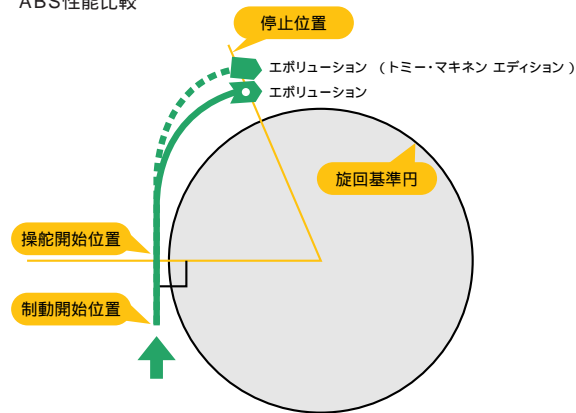 ABS性能比較
停止位置
エボリューション （トミー・マキネン エディション）
エボリューション
旋回基準円
操舵開始位置
制動開始位置